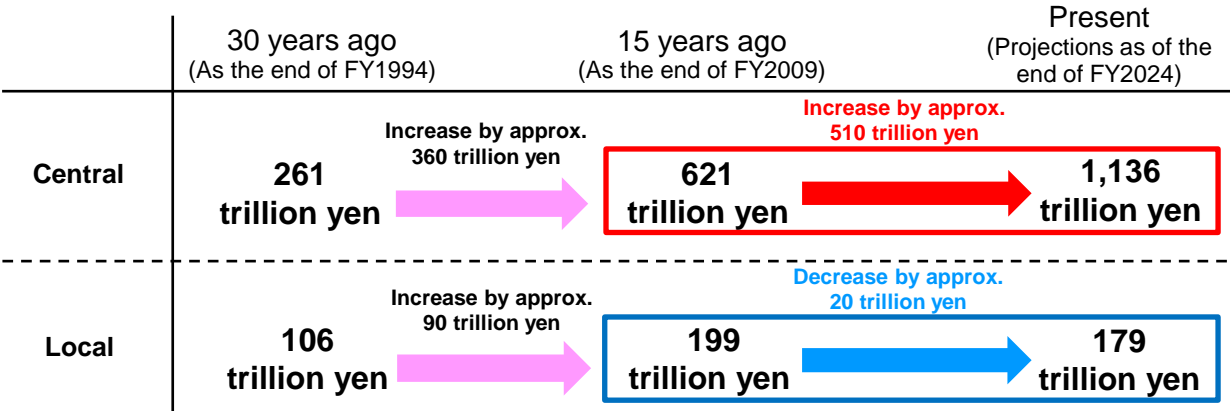 30 years ago
(As the end of FY1994)
15 years ago
(As the end of FY2009)
Present
(Projections as of the
end of FY2024)
Central
261
trillion yen
Increase by approx.
360 trillion yen
621
trillion yen
Increase by approx.
510 trillion yen
1,136
trillion yen
Local
106
trillion yen
Increase by approx.
90 trillion yen
199
trillion yen
Decrease by approx.
20 trillion yen
179
trillion yen